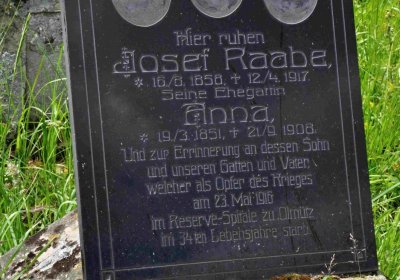 Hier ruhen
Josef Raabe,
*. 16/8. 1858, † 12/4. 1917.
Seine Ehegattin
Anna,
*. 19/3. 1851, † 21/9. 1908.
Und zur Errinnerung an dessen Sohn
und unseren Gatten und Vater,
welcher als Opfer des Krieges
am 23. Mai 1916
im Reserve-Spitale zu Olmütz
im 34ten Lebensjahre starb.